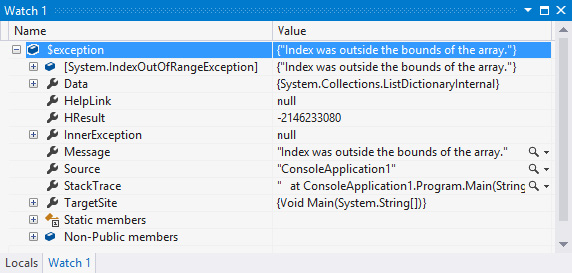 Watch 1
Name Value
$exception {"Index was outside the bounds of the array."}
[System.IndexOutOfRangeException] {"Index was outside the bounds of the array."}
Data {System.Collections.ListDictionaryInternal}
HelpLink null
HResult -2146233080
InnerException null
Message "Index was outside the bounds of the array."
Source "ConsoleApplication1"
StackTrace "   at ConsoleApplication1.Program.Main(String
TargetSite {Void Main(System.String[])}
Static members
Non-Public members
Locals Watch 1